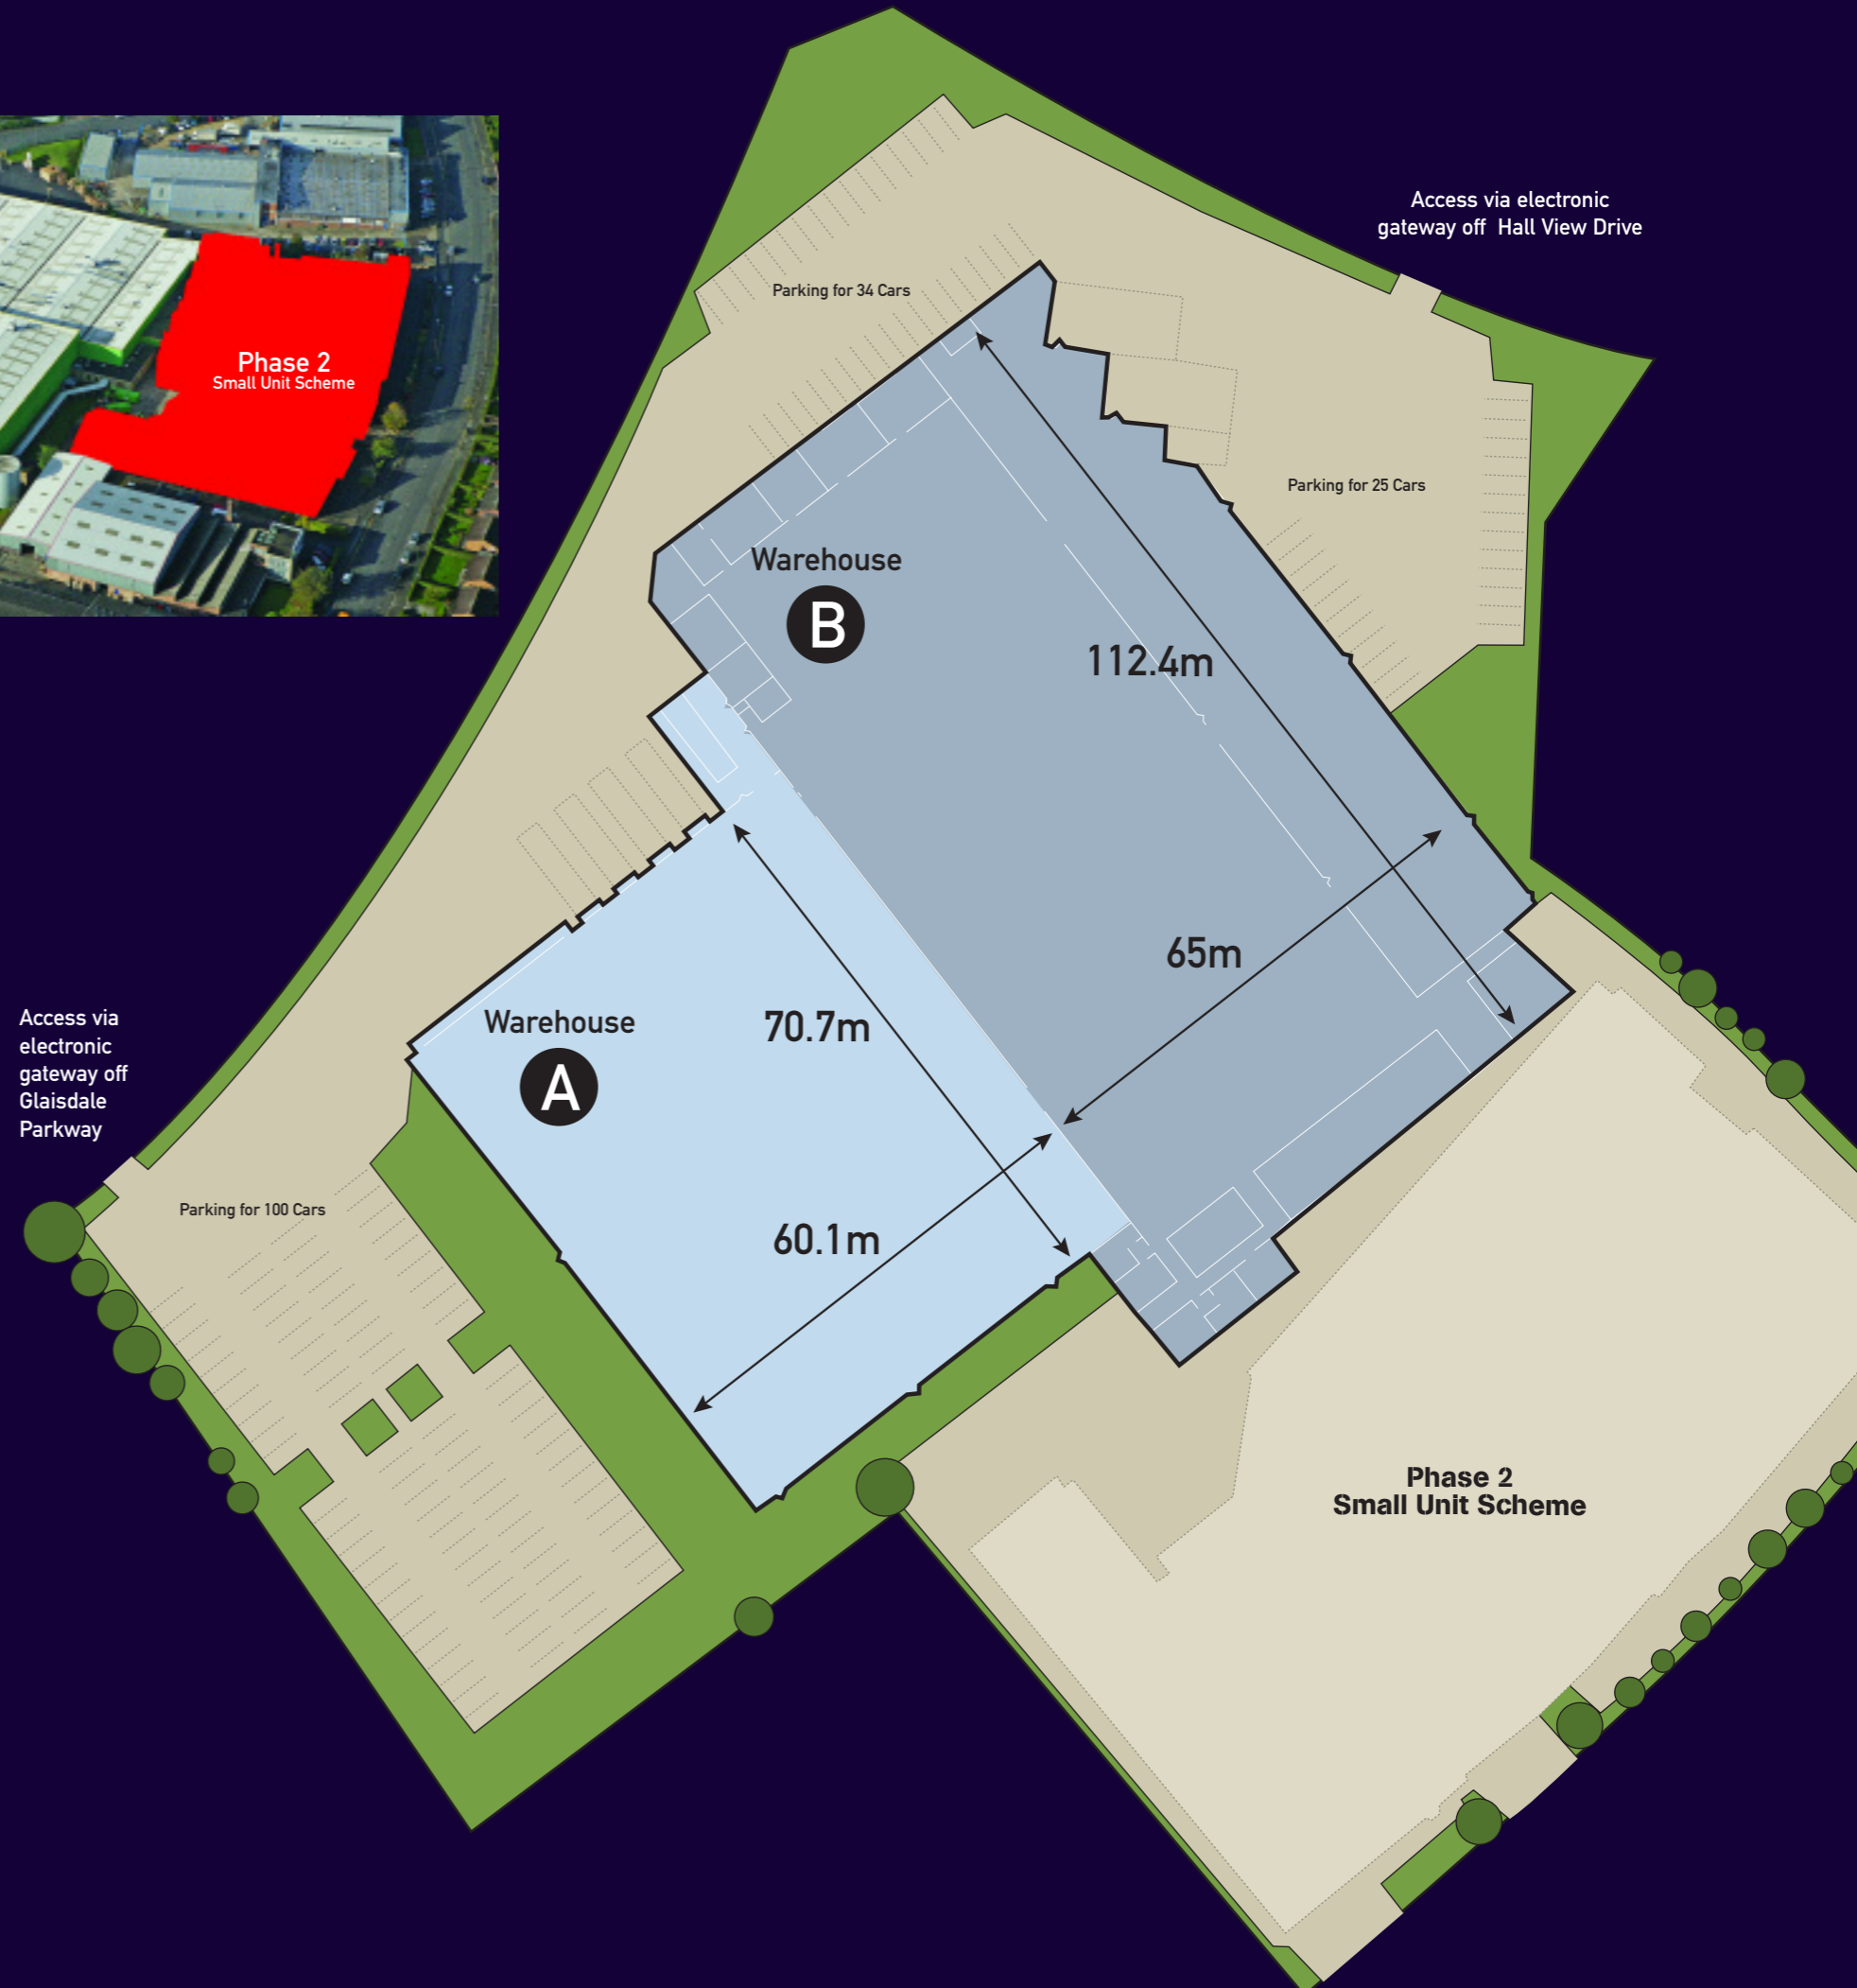 Access via electronic
gateway off Hall View Drive
Parking for 34 Cars
Phase 2
Small Unit Scheme
Parking for 25 Cars
Warehouse
B
112.4m
65m
Warehouse
A
70.7m
60.1m
Access via
electronic
gateway off
Glaisdale
Parkway
Parking for 100 Cars
Phase 2
Small Unit Scheme